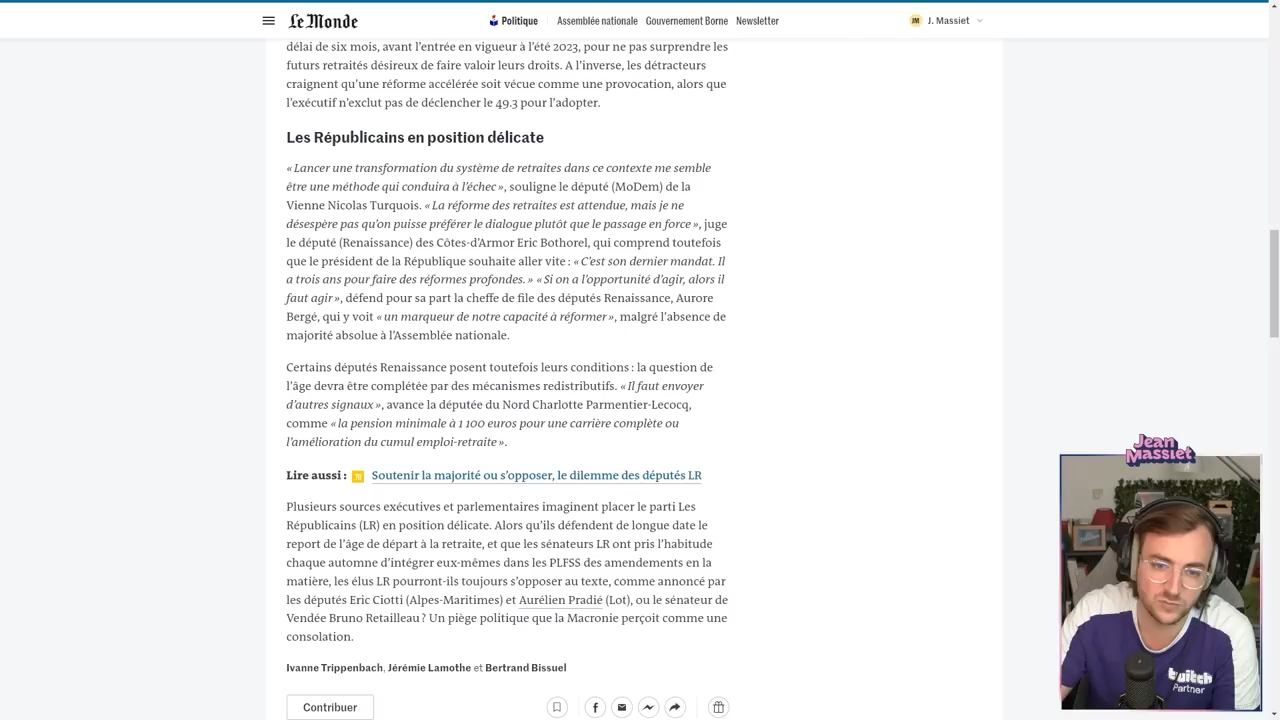 Le Monde
Politique
Assemblée nationale
Gouvernement Borne
Newsletter
JM
J. Massiet
délai de six mois, avant l'entrée en vigueur à l'été 2023, pour ne pas surprendre les
futurs retraités désireux de faire valoir leurs droits. A l'inverse, les détracteurs
craignent qu'une réforme accélérée soit vécue comme une provocation, alors que
l'exécutif n'exclut pas de déclencher le 49.3 pour l'adopter.
Les Républicains en position délicate
« Lancer une transformation du système de retraites dans ce contexte me semble
être une méthode qui conduira à l'échec », souligne le député (MoDem) de la
Vienne Nicolas Turquois. « La réforme des retraites est attendue, mais je ne
désespère pas qu'on puisse préférer le dialogue plutôt que le passage en force », juge
le député (Renaissance) des Côtes-d'Armor Eric Bothorel, qui comprend toutefois
que le président de la République souhaite aller vite : « C'est son dernier mandat. Il
a trois ans pour faire des réformes profondes. » « Si on a l'opportunité d'agir, alors il
faut agir », défend pour sa part la cheffe de file des députés Renaissance, Aurore
Bergé, qui y voit « un marqueur de notre capacité à réformer », malgré l'absence de
majorité absolue à l'Assemblée nationale.
Certains députés Renaissance posent toutefois leurs conditions : la question de
l'âge devra être complétée par des mécanismes redistributifs. « Il faut envoyer
d'autres signaux », avance la députée du Nord Charlotte Parmentier-Lecocq,
comme « la pension minimale à 1 100 euros pour une carrière complète ou
l'amélioration du cumul emploi-retraite ».
Lire aussi : Soutenir la majorité ou s'opposer, le dilemme des députés LR
Plusieurs sources exécutives et parlementaires imaginent placer le parti Les
Républicains (LR) en position délicate. Alors qu'ils défendent de longue date le
report de l'âge de départ à la retraite, et que les sénateurs LR ont pris l'habitude
chaque automne d'intégrer eux-mêmes dans les PLFSS des amendements en la
matière, les élus LR pourront-ils toujours s'opposer au texte, comme annoncé par
les députés Eric Ciotti (Alpes-Maritimes) et Aurélien Pradié (Lot), ou le sénateur de
Vendée Bruno Retailleau ? Un piège politique que la Macronie perçoit comme une
consolation.
Ivanne Trippenbach, Jérémie Lamothe et Bertrand Bissuel
Contribuer
Jean
Massiet
twitch
Partner